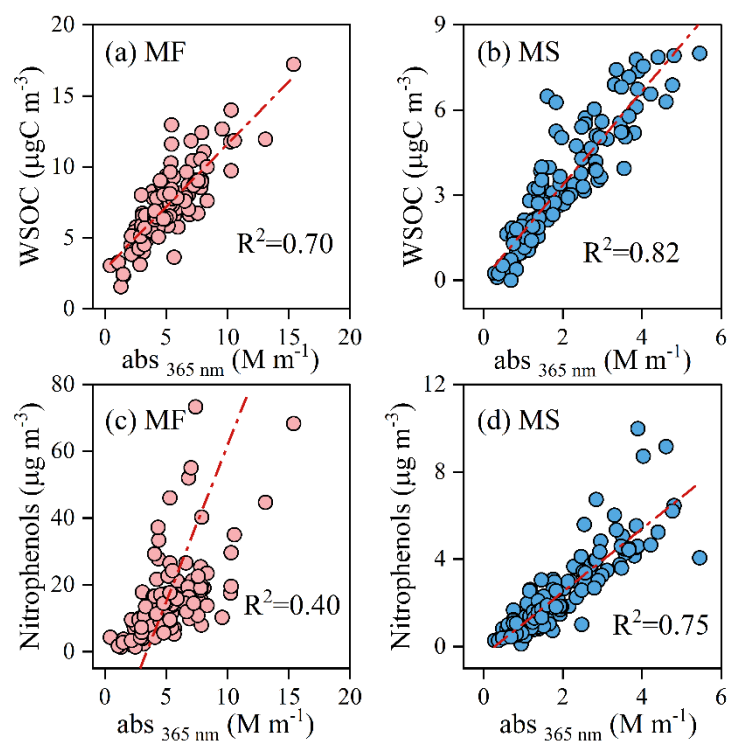 (a) MF
WSOC (µgC m⁻³)
20
15
10
5
0
R²=0.70
0 5 10 15 20
abs 365 nm (M m⁻¹)
(b) MS
WSOC (µgC m⁻³)
9
6
3
0
R²=0.82
0 2 4 6
abs 365 nm (M m⁻¹)
(c) MF
Nitrophenols (µg m⁻³)
80
60
40
20
0
R²=0.40
0 5 10 15 20
abs 365 nm (M m⁻¹)
(d) MS
Nitrophenols (µg m⁻³)
12
8
4
0
R²=0.75
0 2 4 6
abs 365 nm (M m⁻¹)